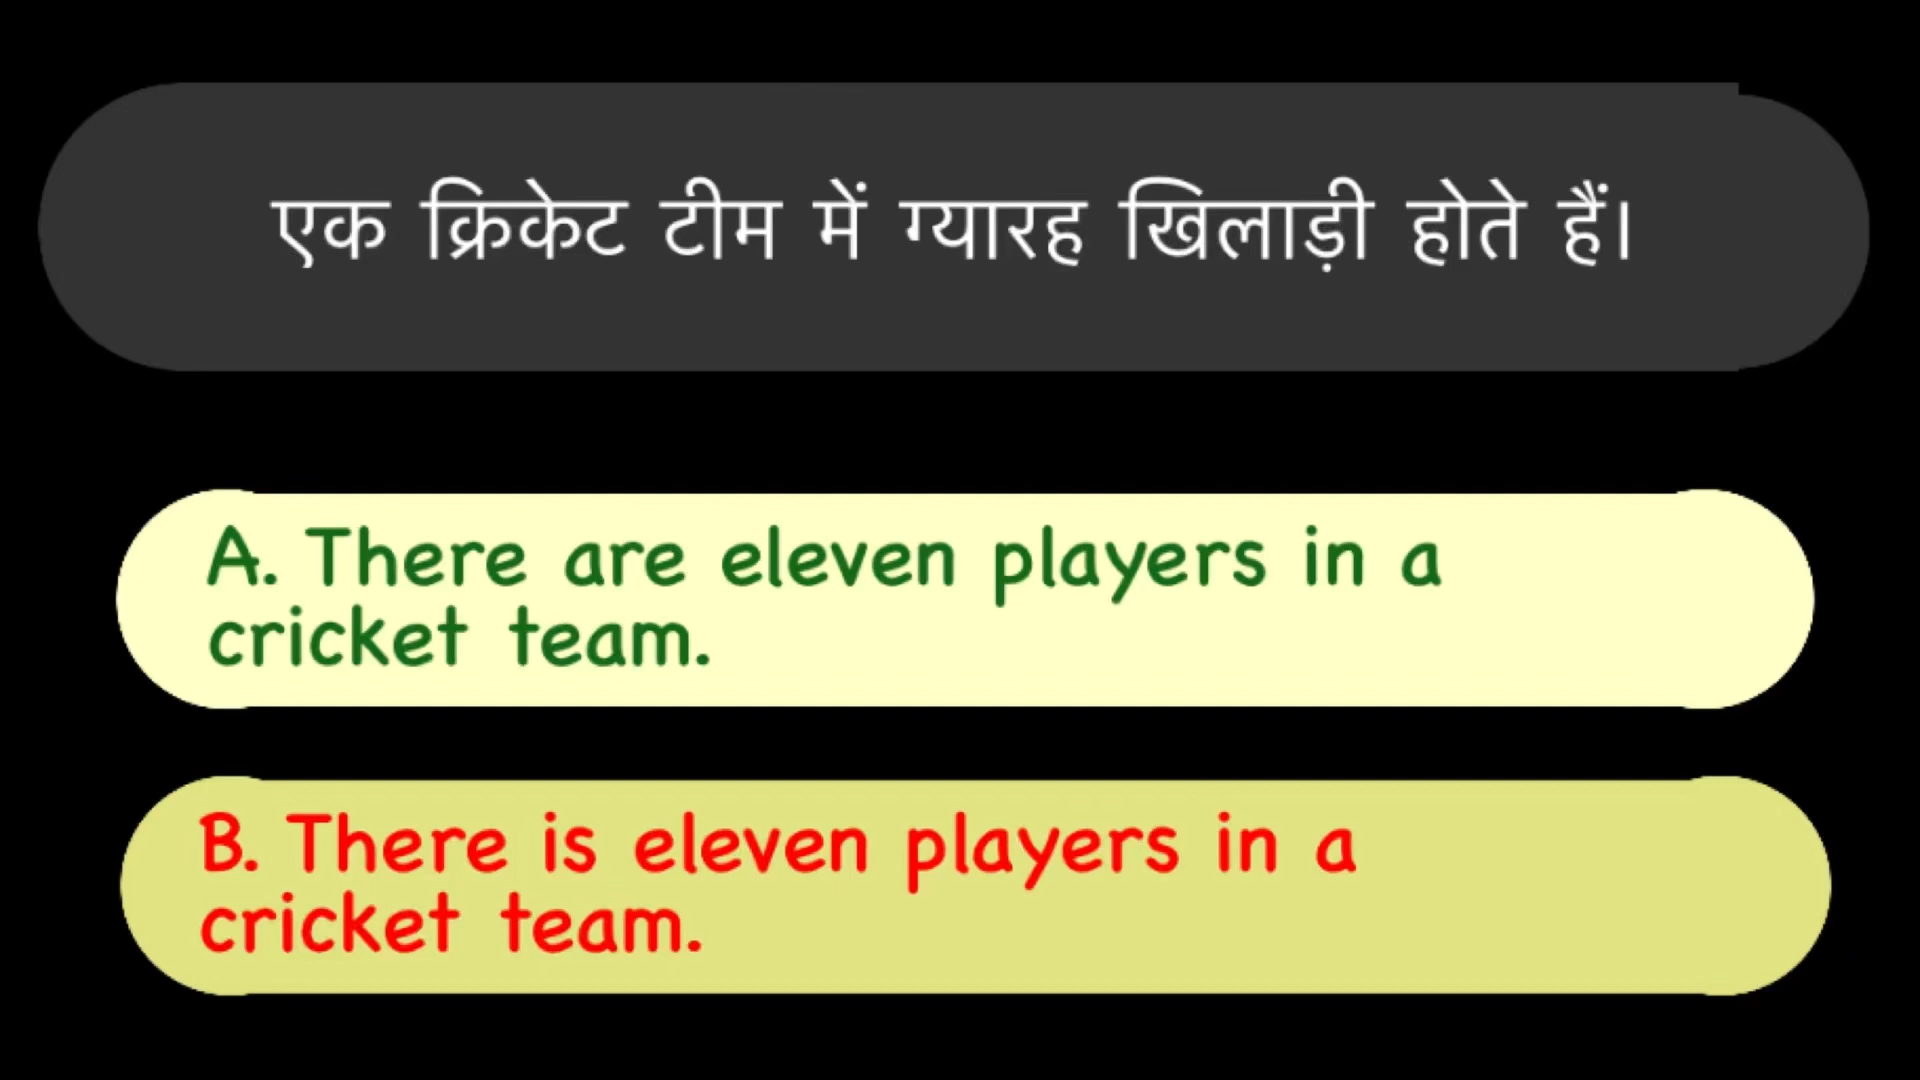 एक क्रिकेट टीम में ग्यारह खिलाड़ी होते हैं।
A. There are eleven players in a
cricket team.
B. There is eleven players in a
cricket team.